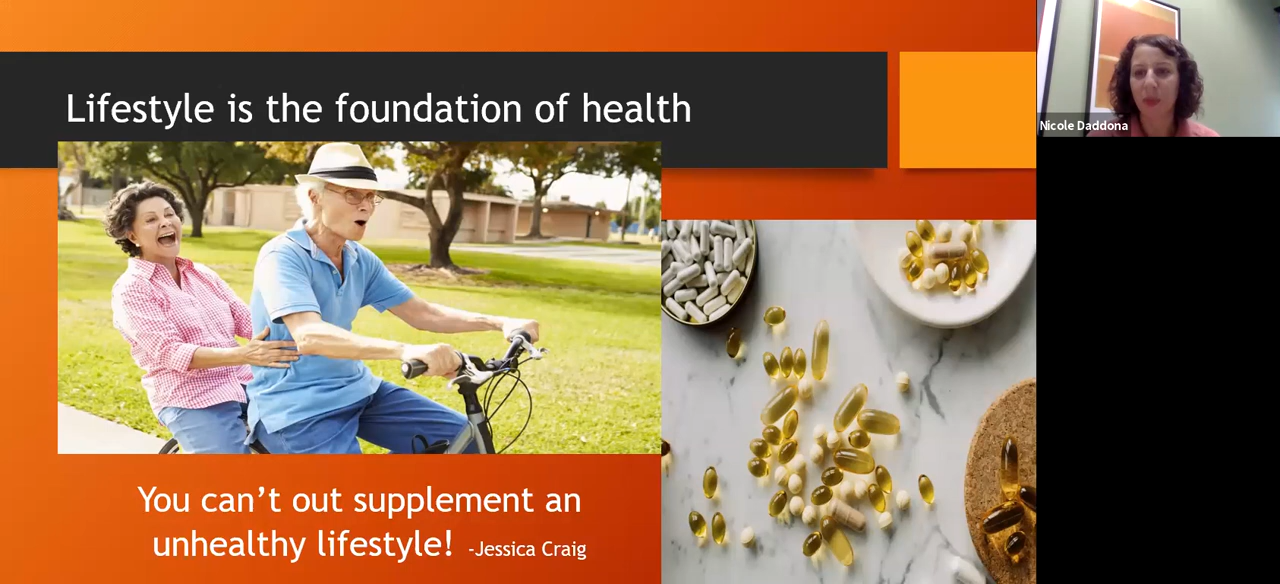 Lifestyle is the foundation of health
Nicole Daddona
You can’t out supplement an
unhealthy lifestyle! -Jessica Craig